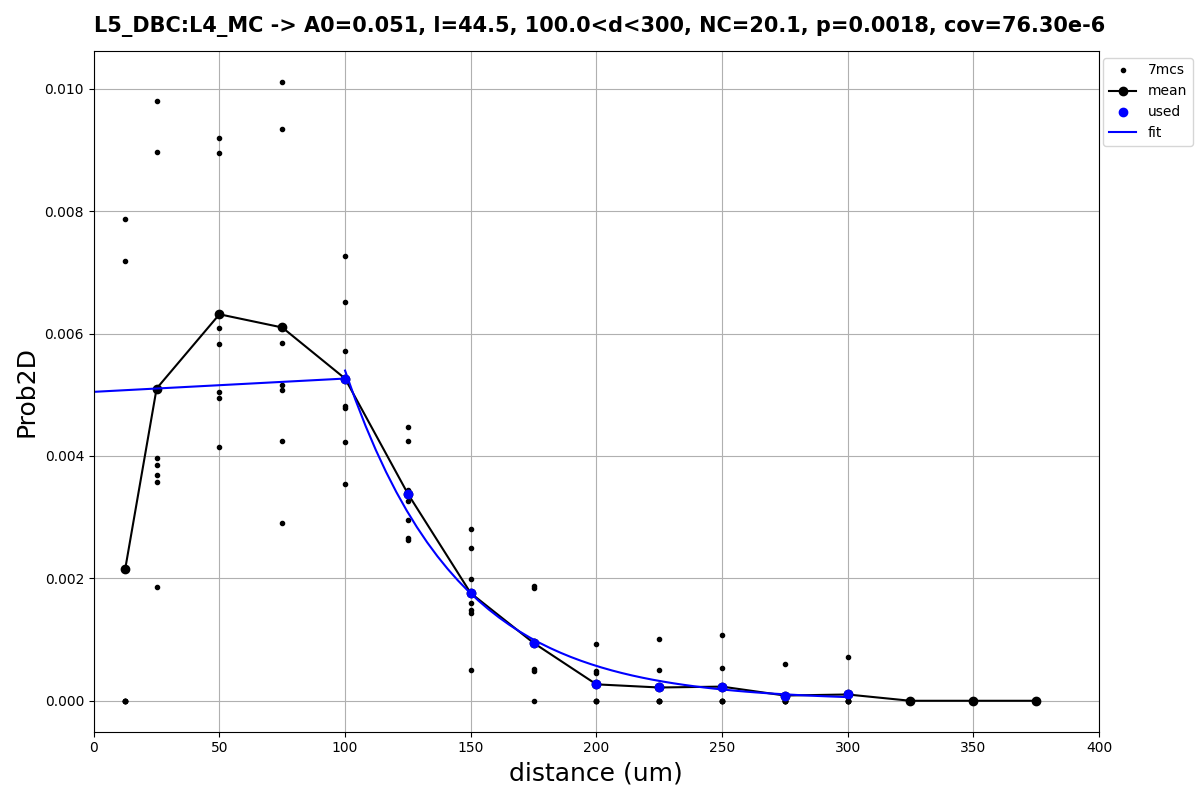 L5_DBC:L4_MC -> A0=0.051, l=44.5, 100.0<d<300, NC=20.1, p=0.0018, cov=76.30e-6
7mcs
mean
used
fit
0.010
0.008
0.006
0.004
0.002
0.000
Prob2D
0 50 100 150 200 250 300 350 400
distance (um)